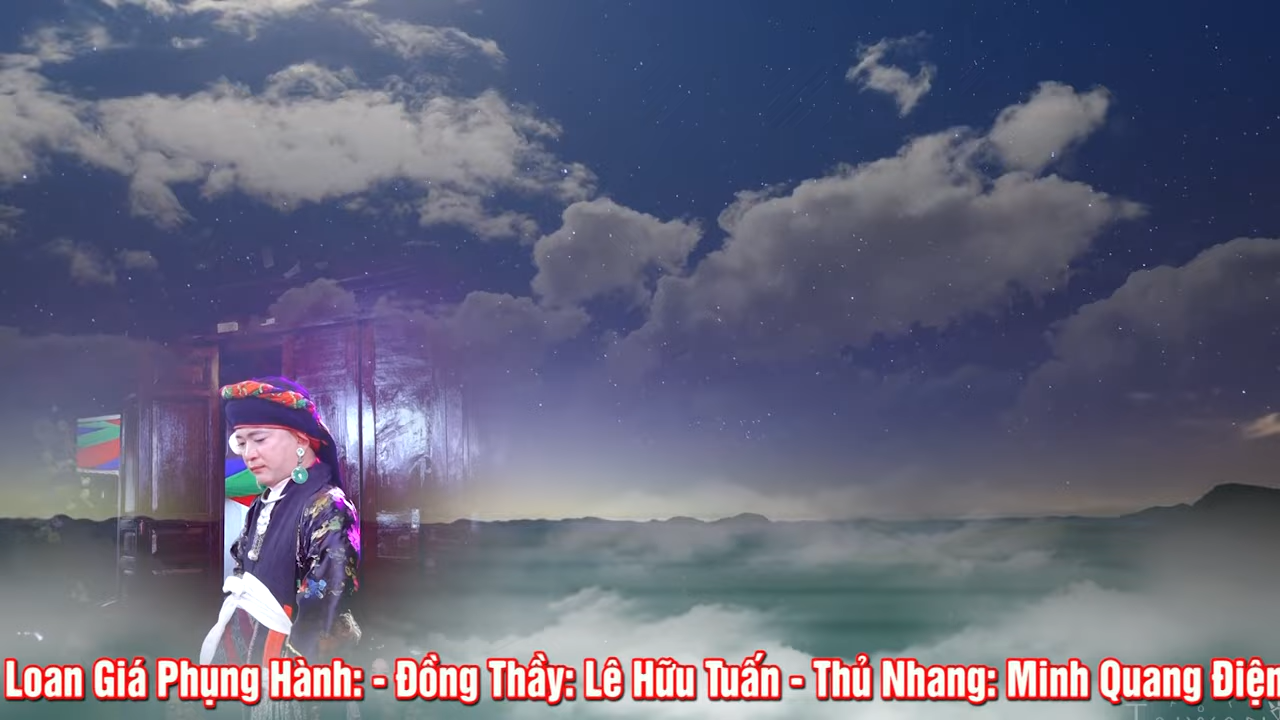 Loan Giá Phụng Hành: - Đồng Thầy: Lê Hữu Tuấn - Thủ Nhang: Minh Quang Điện